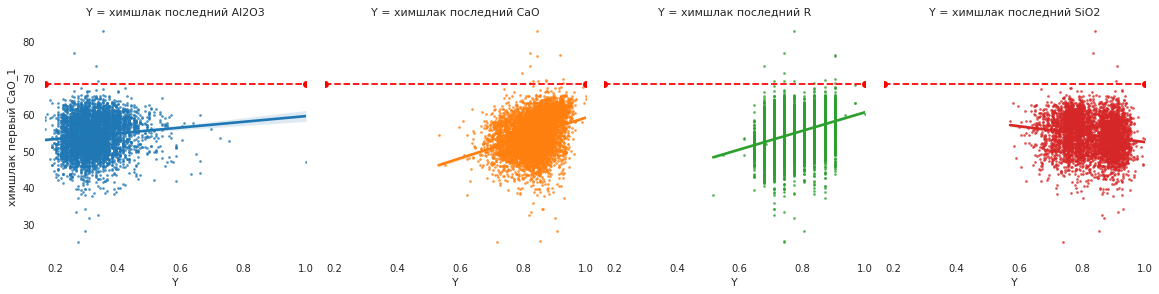 Y = химшлак последний Al2O3
Y = химшлак последний CaO
Y = химшлак последний R
Y = химшлак последний SiO2
химшлак первый CaO_1
80
70
60
50
40
30
0.2 0.4 0.6 0.8 1.0
0.2 0.4 0.6 0.8 1.0
0.2 0.4 0.6 0.8 1.0
0.2 0.4 0.6 0.8 1.0
Y
Y
Y
Y